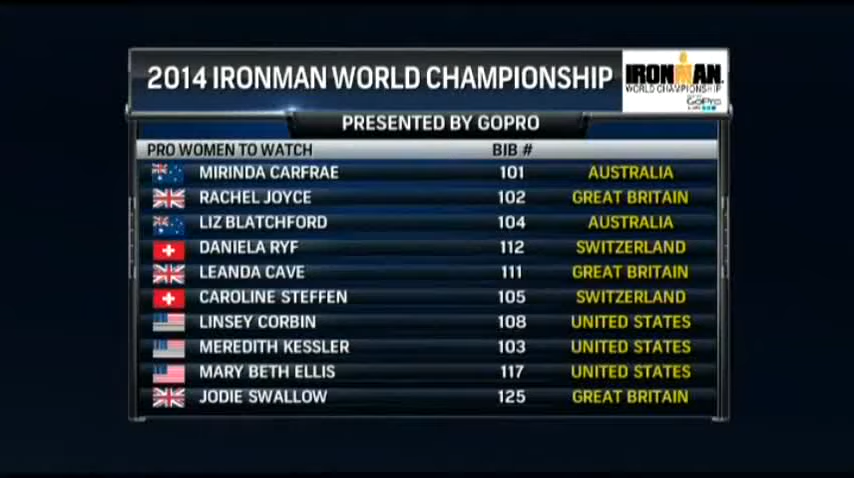 2014 IRONMAN WORLD CHAMPIONSHIP
IRONMAN
WORLD CHAMPIONSHIP
GoPro
PRESENTED BY GOPRO
PRO WOMEN TO WATCH BIB #
MIRINDA CARFRAE 101 AUSTRALIA
RACHEL JOYCE 102 GREAT BRITAIN
LIZ BLATCHFORD 104 AUSTRALIA
DANIELA RYF 112 SWITZERLAND
LEANDA CAVE 111 GREAT BRITAIN
CAROLINE STEFFEN 105 SWITZERLAND
LINSEY CORBIN 108 UNITED STATES
MEREDITH KESSLER 103 UNITED STATES
MARY BETH ELLIS 117 UNITED STATES
JODIE SWALLOW 125 GREAT BRITAIN